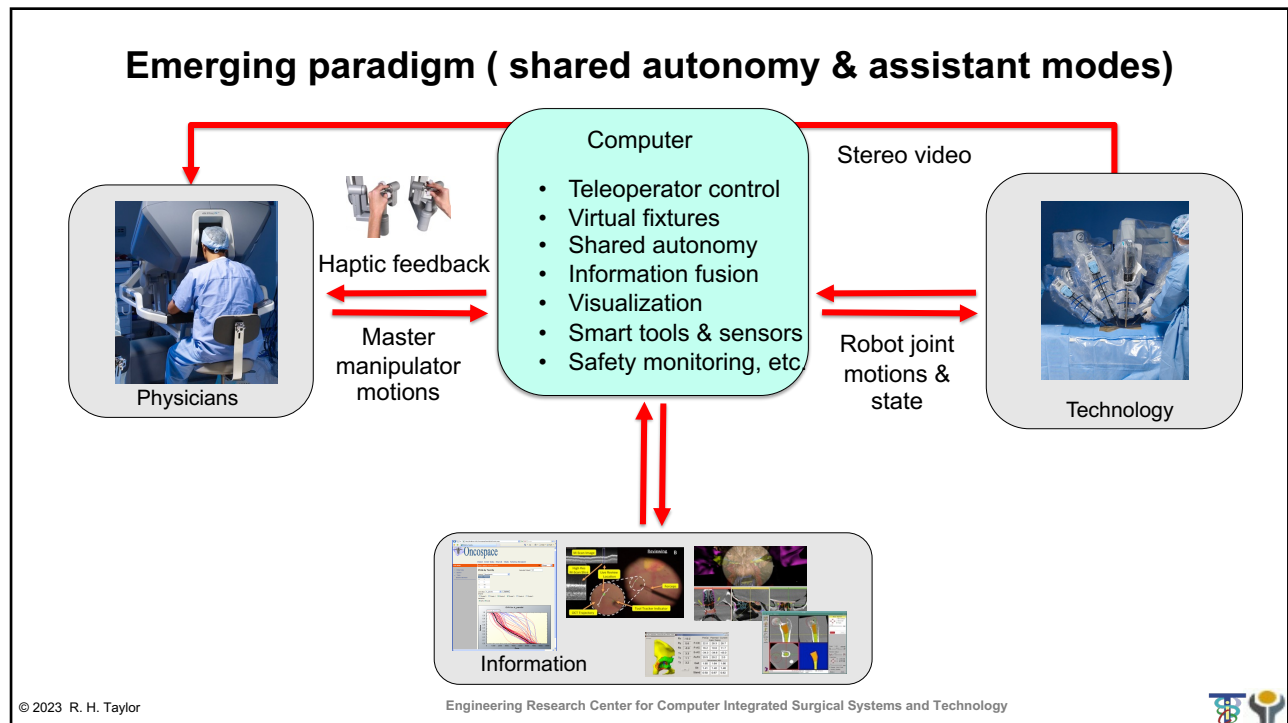 Emerging paradigm ( shared autonomy & assistant modes)
Computer
• Teleoperator control
• Virtual fixtures
• Shared autonomy
• Information fusion
• Visualization
• Smart tools & sensors
• Safety monitoring, etc.
Stereo video
Haptic feedback
Master
manipulator
motions
Physicians
Robot joint
motions &
state
Technology
Oncospace
Information
© 2023 R. H. Taylor
Engineering Research Center for Computer Integrated Surgical Systems and Technology